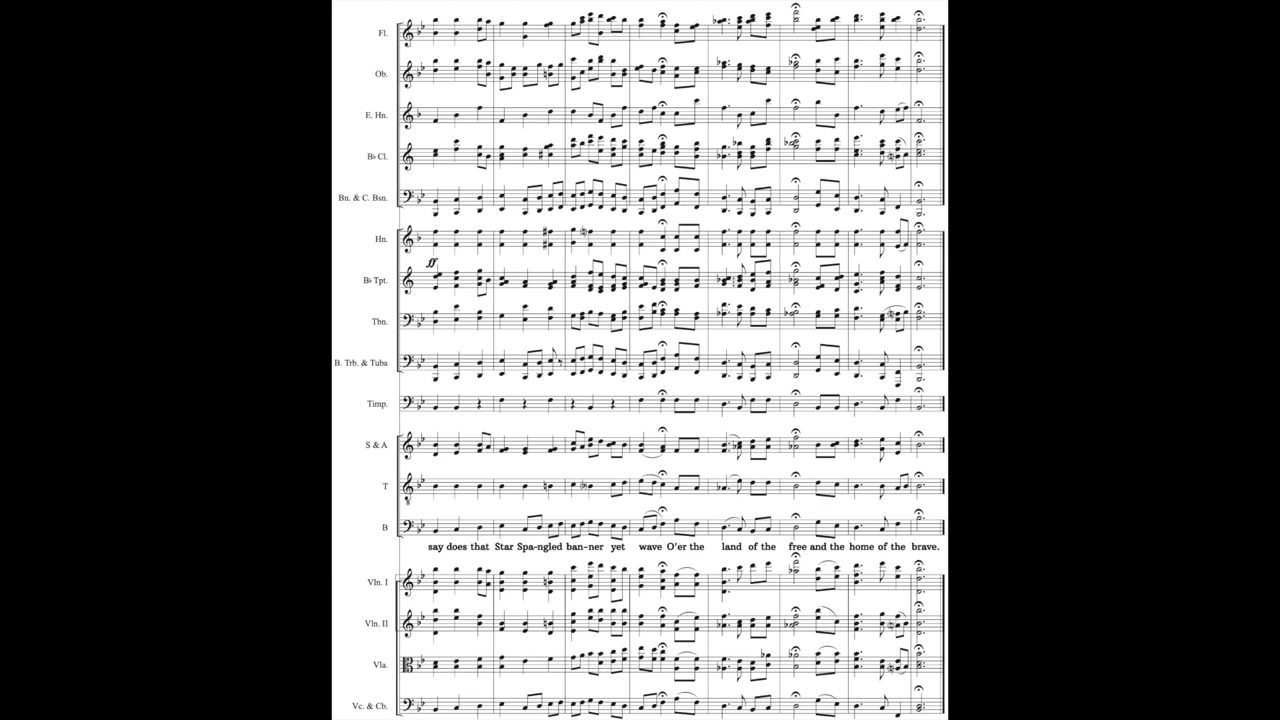 Fl.
Ob.
E. Hn.
B♭ Cl.
Bn. & C. Bsn.
Hn.
ff
B♭ Tpt.
Tbn.
B. Trb. & Tuba
Timp.
S & A
T
8
B
say does that Star Spa-ngled ban-ner yet wave O'er the land of the free and the home of the brave.
Vln. I
Vln. II
Vla.
Vc. & Cb.